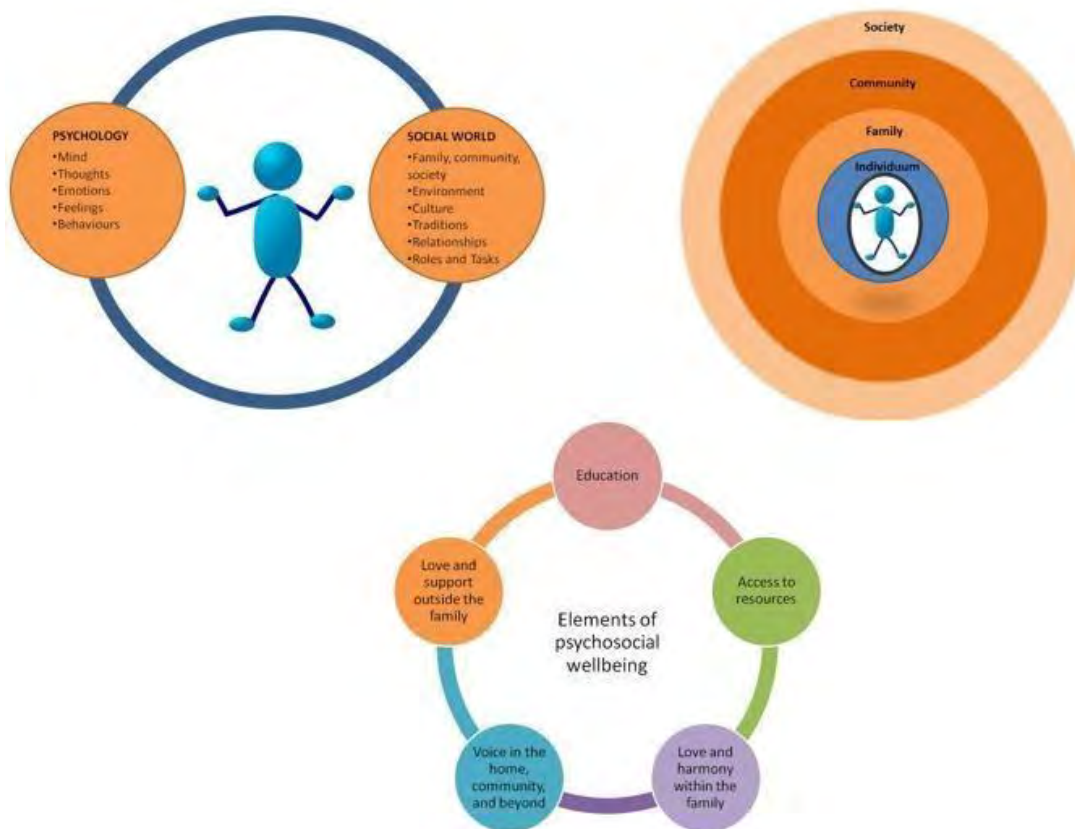 PSYCHOLOGY
•Mind
•Thoughts
•Emotions
•Feelings
•Behaviours
SOCIAL WORLD
•Family, community,
society
•Environment
•Culture
•Traditions
•Relationships
•Roles and Tasks
Society
Community
Family
Individuum
Education
Access to
resources
Love and
harmony
within the
family
Voice in the
home,
community,
and beyond
Love and
support
outside the
family
Elements of
psychosocial
wellbeing